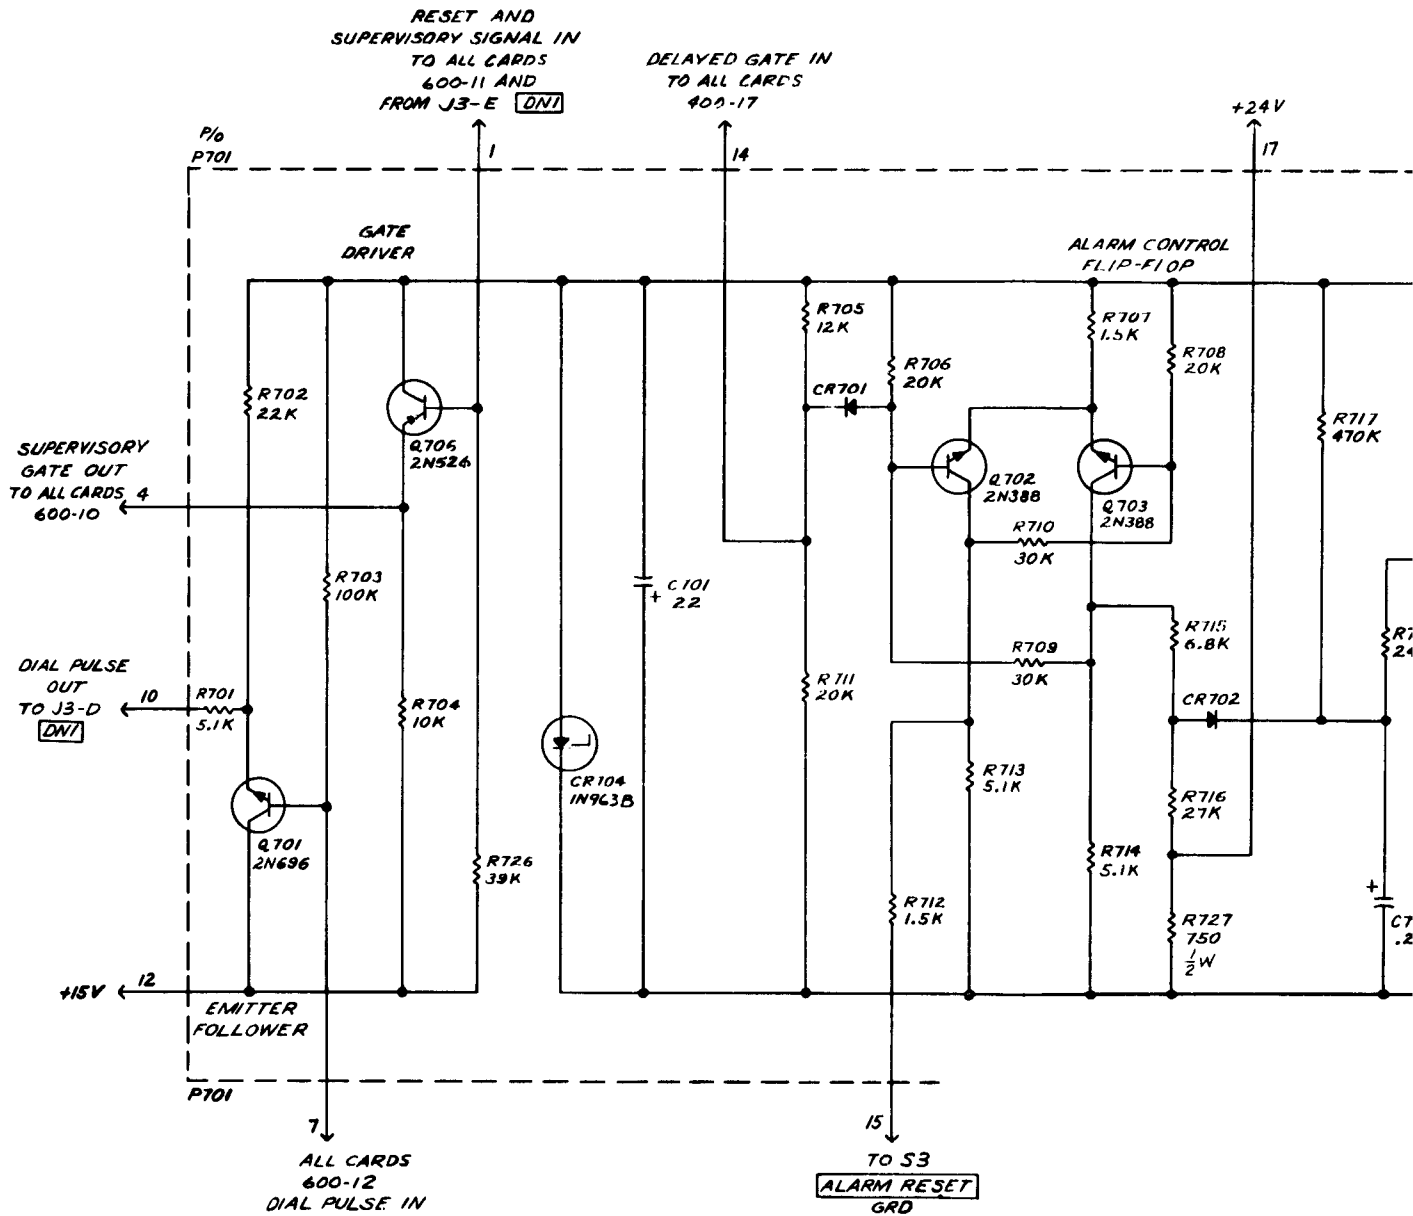 RESET AND
SUPERVISORY SIGNAL IN
TO ALL CARDS
600-11 AND
FROM J3-E DN1
DELAYED GATE IN
TO ALL CARDS
400-17
+24V
P/O
P701
1
14
17
GATE
DRIVER
ALARM CONTROL
FLIP-FLOP
R705
12K
R707
1.5K
R706
20K
R708
20K
CR701
R702
22K
R717
470K
Q705
2N526
SUPERVISORY
GATE OUT
TO ALL CARDS 4
600-10
Q702
2N388
Q703
2N388
R710
30K
R703
100K
C701
+ 22
R715
6.8K
R709
30K
DIAL PULSE
OUT
TO J3-D
DN1
10
R701
5.1K
R704
10K
R711
20K
CR702
CR704
1N963B
R713
5.1K
R716
27K
Q701
2N696
R726
39K
R714
5.1K
R712
1.5K
R727
750
1/2 W
+
+15V
12
EMITTER
FOLLOWER
P701
7
15
ALL CARDS
600-12
DIAL PULSE IN
TO S3
ALARM RESET
GRD